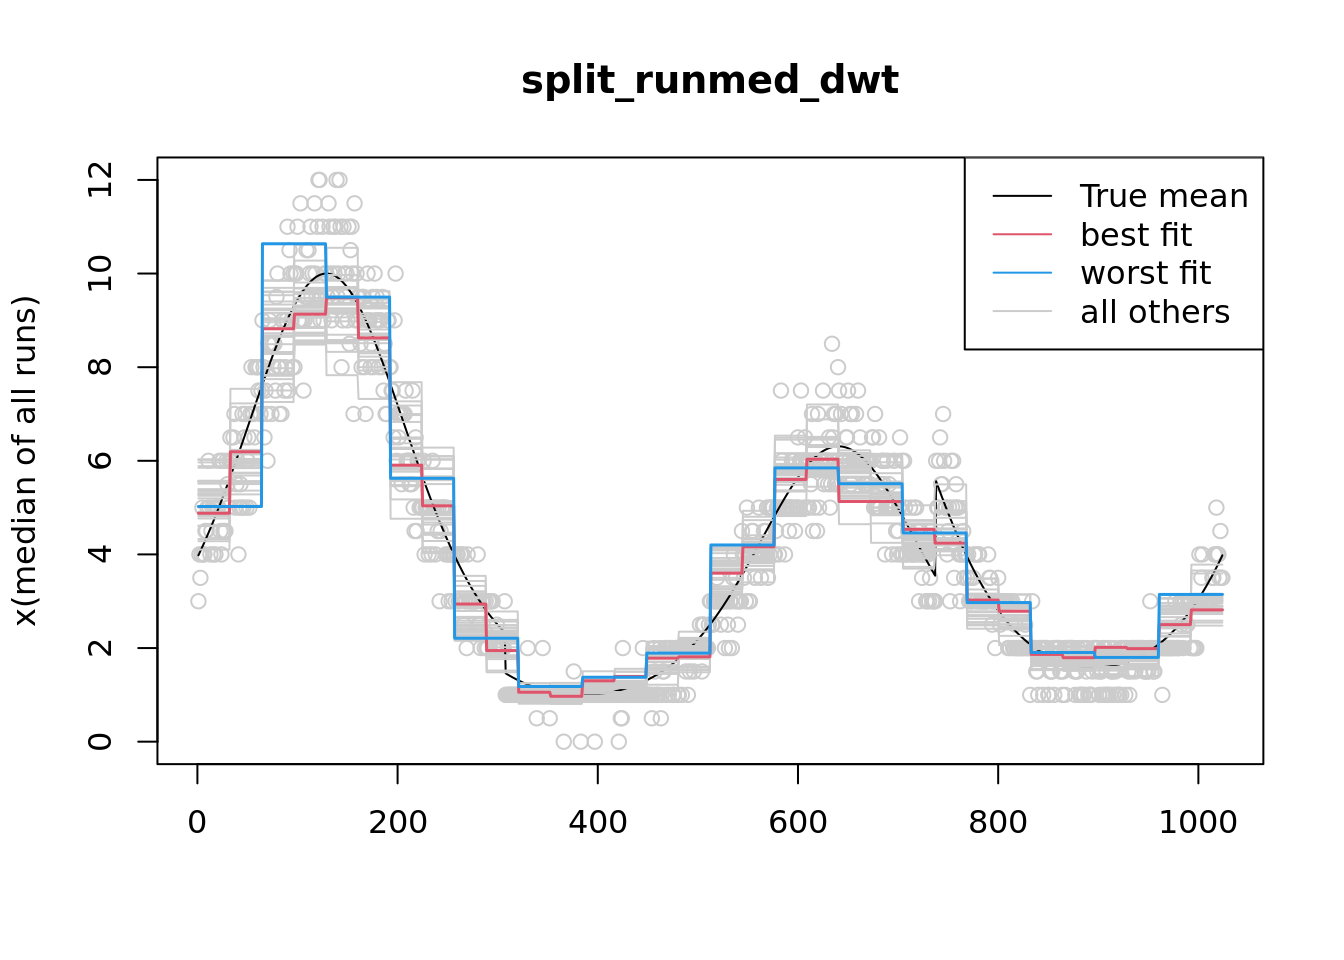 split_runmed_dwt
x(median of all runs)
12
10
8
6
4
2
0
True mean
best fit
worst fit
all others
0 200 400 600 800 1000